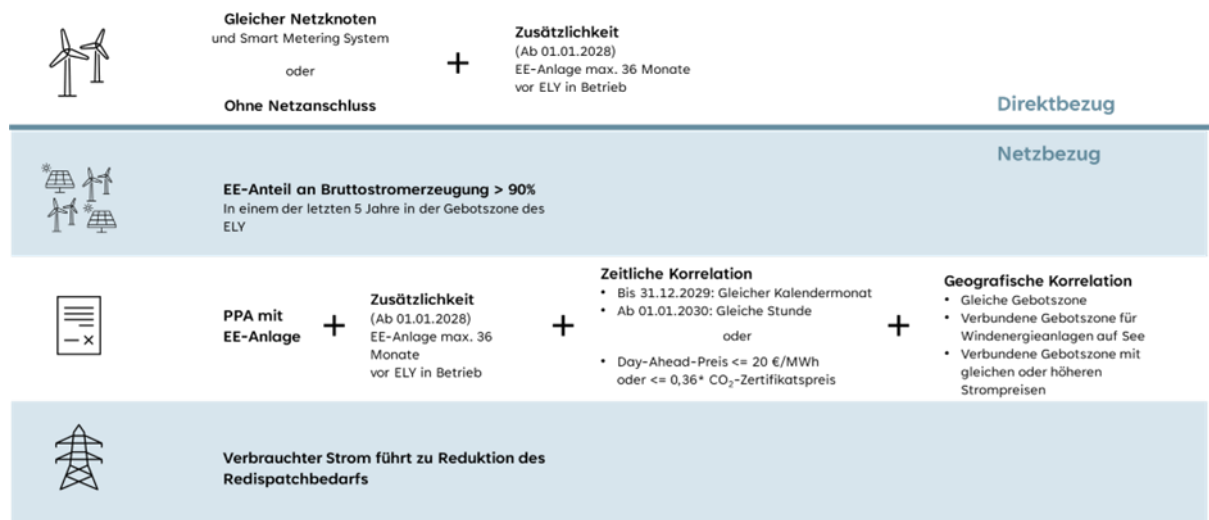 Gleicher Netzknoten
und Smart Metering System
oder
Ohne Netzanschluss
+
Zusätzlichkeit
(Ab 01.01.2028)
EE-Anlage max. 36 Monate
vor ELY in Betrieb
Direktbezug
Netzbezug
EE-Anteil an Bruttostromerzeugung > 90%
In einem der letzten 5 Jahre in der Gebotszone des
ELY
PPA mit
EE-Anlage
+
Zusätzlichkeit
(Ab 01.01.2028)
EE-Anlage max. 36
Monate
vor ELY in Betrieb
+
Zeitliche Korrelation
• Bis 31.12.2029: Gleicher Kalendermonat
• Ab 01.01.2030: Gleiche Stunde
oder
• Day-Ahead-Preis <= 20 €/MWh
oder <= 0,36* CO₂-Zertifikatspreis
+
Geografische Korrelation
• Gleiche Gebotszone
• Verbundene Gebotszone für
Windenergieanlagen auf See
• Verbundene Gebotszone mit
gleichen oder höheren
Strompreisen
Verbrauchter Strom führt zu Reduktion des
Redispatchbedarfs